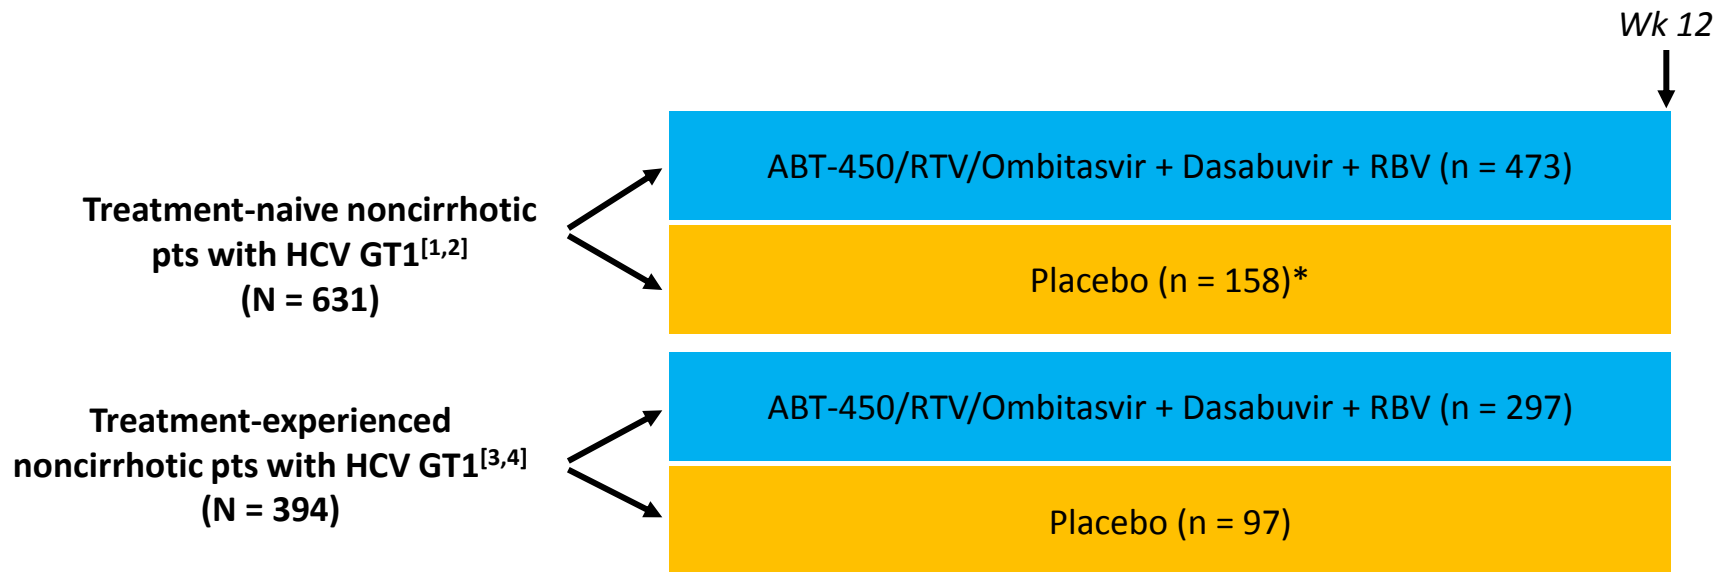 Wk 12
Treatment-naive noncirrhotic
pts with HCV GT1[1,2]
(N = 631)
ABT-450/RTV/Ombitasvir + Dasabuvir + RBV (n = 473)
Placebo (n = 158)*
Treatment-experienced
noncirrhotic pts with HCV GT1[3,4]
(N = 394)
ABT-450/RTV/Ombitasvir + Dasabuvir + RBV (n = 297)
Placebo (n = 97)